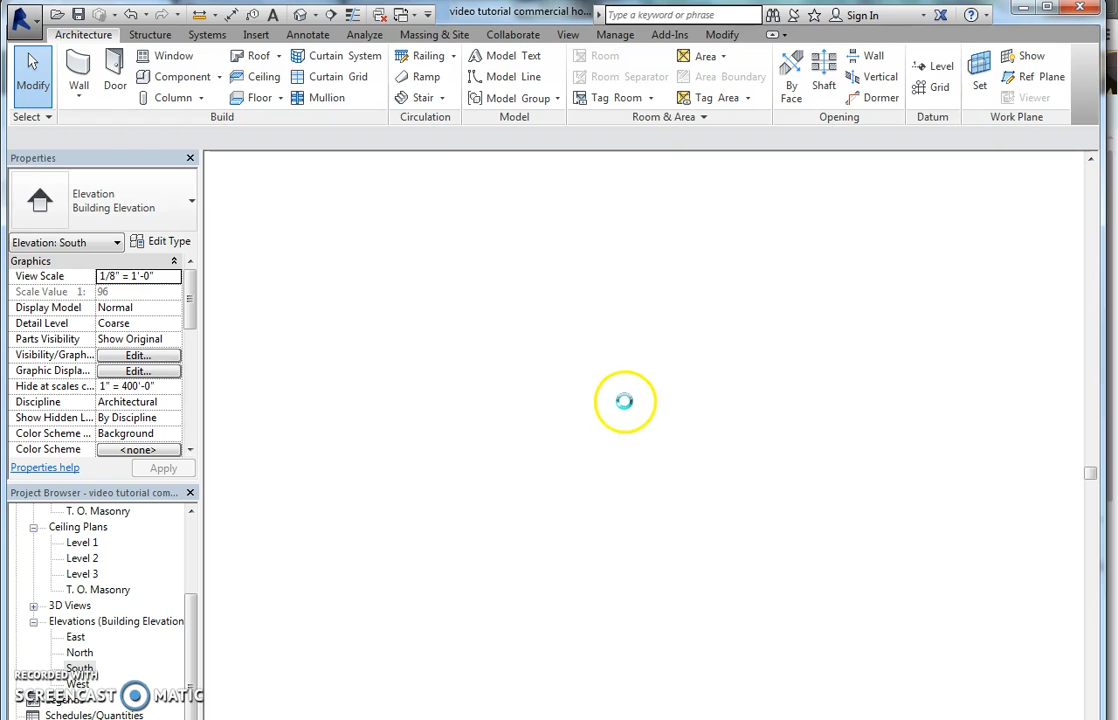 video tutorial commercial ho...
Type a keyword or phrase
Sign In
Architecture Structure Systems Insert Annotate Analyze Massing & Site Collaborate View Manage Add-Ins Modify
Modify
Wall
Door
Window
Component
Column
Roof
Ceiling
Floor
Curtain System
Curtain Grid
Mullion
Railing
Ramp
Stair
Model Text
Model Line
Model Group
Room
Room Separator
Tag Room
Area
Area Boundary
Tag Area
By
Face
Shaft
Wall
Vertical
Dormer
Level
Grid
Set
Show
Ref Plane
Viewer
Select Build Circulation Model Room & Area Opening Datum Work Plane
Properties
Elevation
Building Elevation
Elevation: South Edit Type
Graphics
View Scale 1/8" = 1'-0"
Scale Value 1: 96
Display Model Normal
Detail Level Coarse
Parts Visibility Show Original
Visibility/Graph... Edit...
Graphic Displa... Edit...
Hide at scales c... 1" = 400'-0"
Discipline Architectural
Show Hidden L... By Discipline
Color Scheme ... Background
Color Scheme <none>
Properties help Apply
Project Browser - video tutorial com...
T. O. Masonry
Ceiling Plans
Level 1
Level 2
Level 3
T. O. Masonry
3D Views
Elevations (Building Elevation
East
North
South
West
RECORDED WITH
SCREENCAST MATIC
Schedules/Quantities